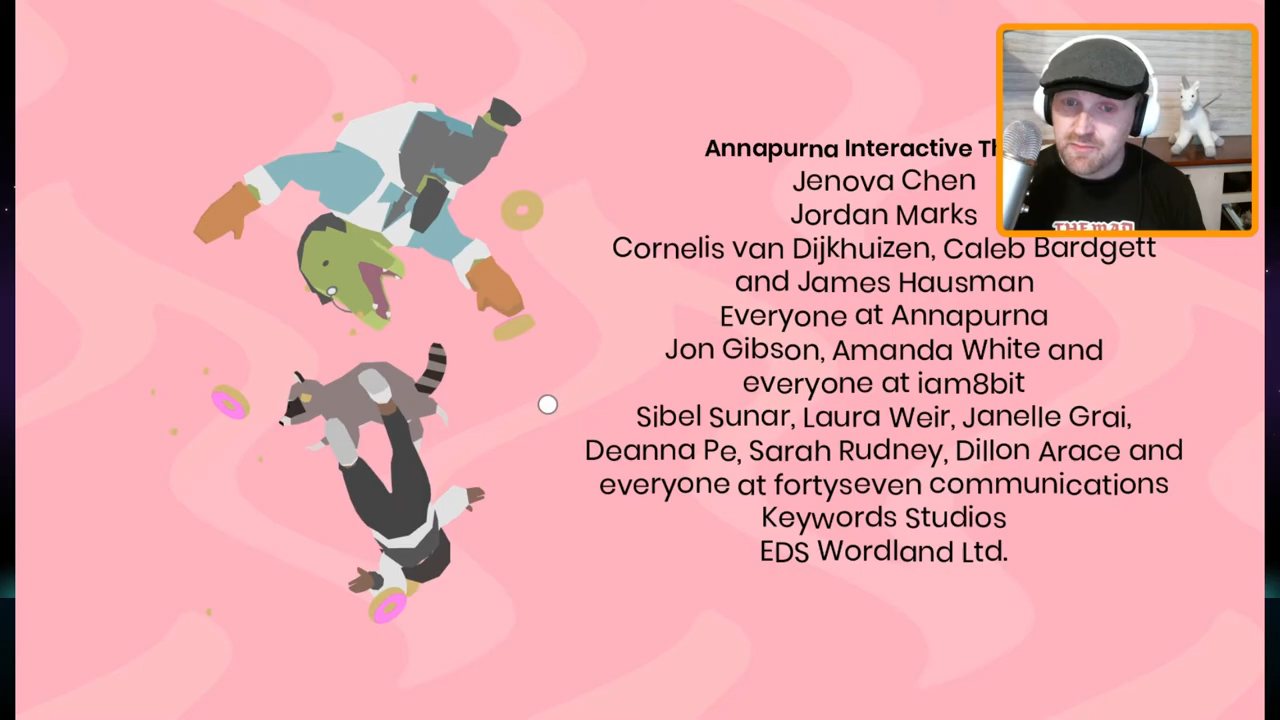 Annapurna Interactive
Jenova Chen
Jordan Marks
Cornelis van Dijkhuizen, Caleb Bardgett
and James Hausman
Everyone at Annapurna
Jon Gibson, Amanda White and
everyone at iam8bit
Sibel Sunar, Laura Weir, Janelle Grai,
Deanna Pe, Sarah Rudney, Dillon Arace and
everyone at fortyseven communications
Keywords Studios
EDS Wordland Ltd.
THE MAD